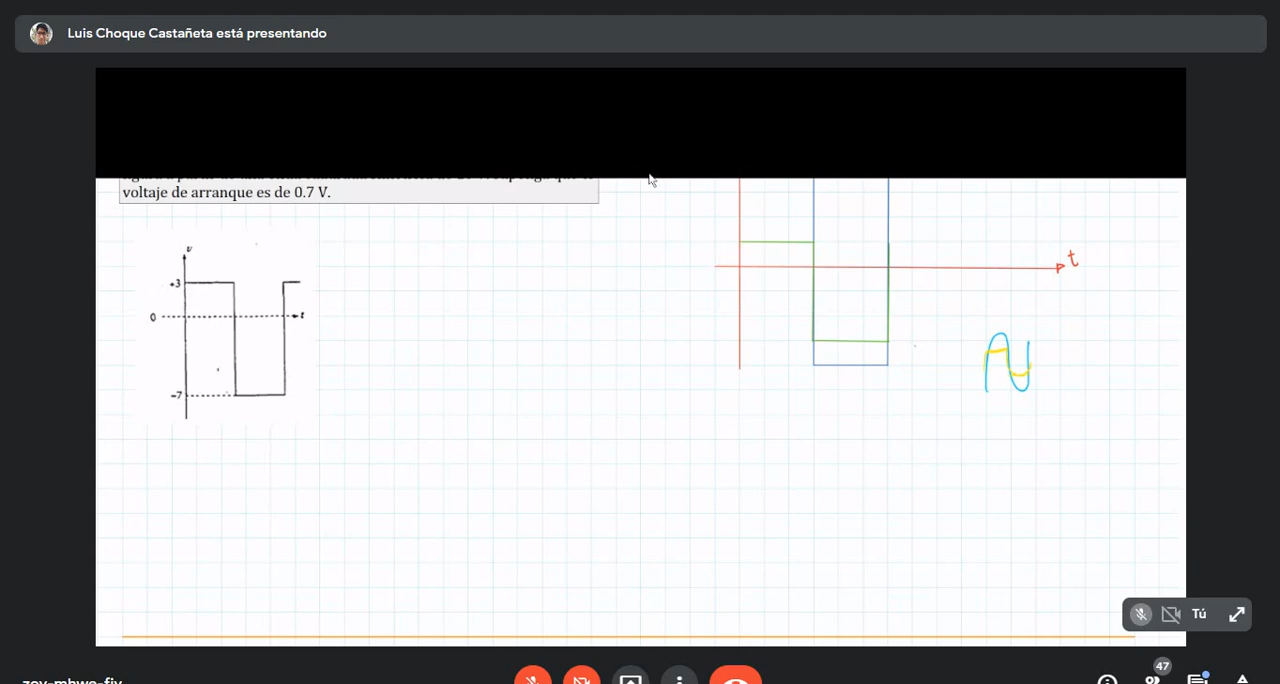 Luis Choque Castañeta está presentando
voltaje de arranque es de 0.7 V.
v
+3
0
t
-7
t
Tú
47